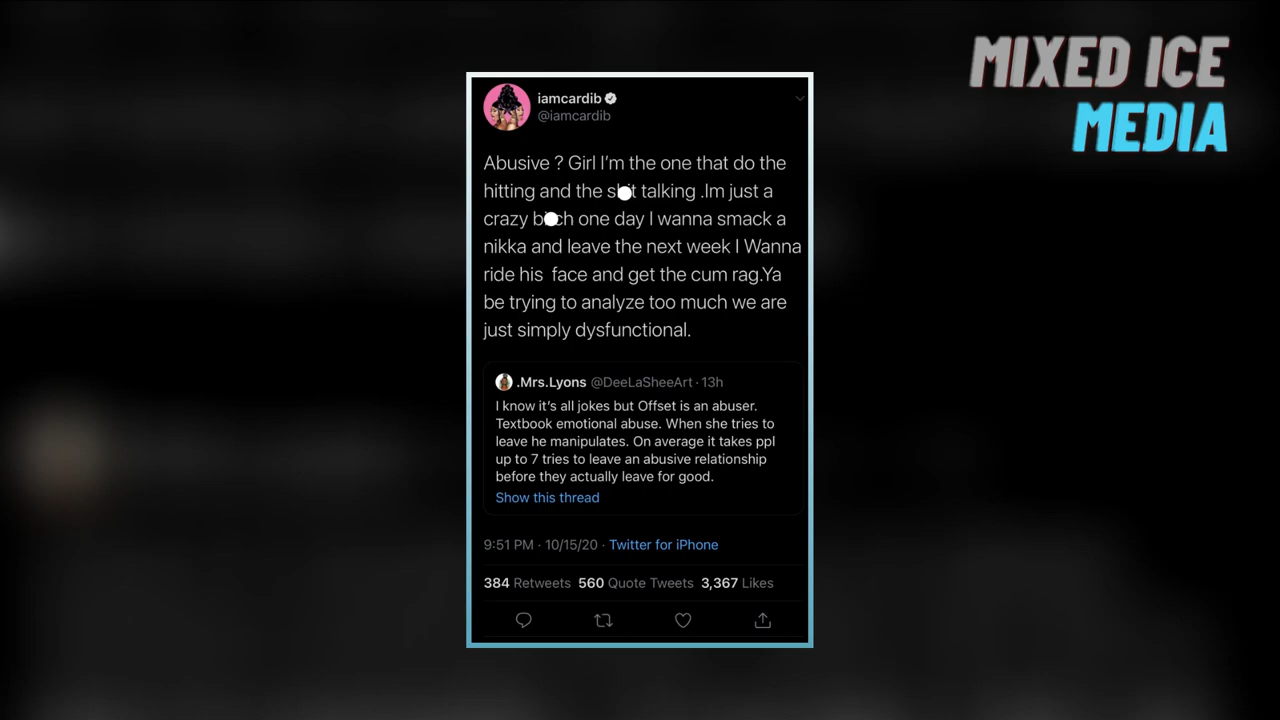 MIXED ICE
MEDIA
iamcardib
@iamcardib
Abusive ? Girl I'm the one that do the
hitting and the sh t talking .Im just a
crazy b ch one day I wanna smack a
nikka and leave the next week I Wanna
ride his face and get the cum rag.Ya
be trying to analyze too much we are
just simply dysfunctional.
.Mrs.Lyons @DeeLaSheeArt · 13h
I know it's all jokes but Offset is an abuser.
Textbook emotional abuse. When she tries to
leave he manipulates. On average it takes ppl
up to 7 tries to leave an abusive relationship
before they actually leave for good.
Show this thread
9:51 PM · 10/15/20 · Twitter for iPhone
384 Retweets 560 Quote Tweets 3,367 Likes